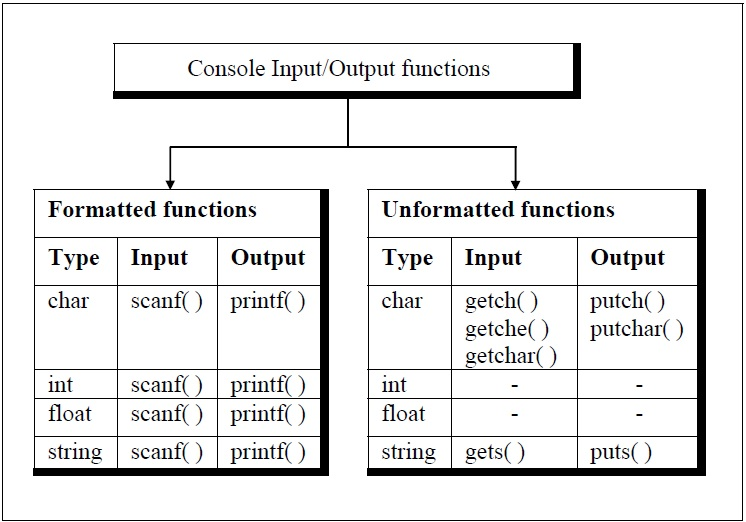 Console Input/Output functions
Formatted functions
Type Input Output
char scanf( ) printf( )
int scanf( ) printf( )
float scanf( ) printf( )
string scanf( ) printf( )
Unformatted functions
Type Input Output
char getch( ) putch( )
getche( ) putchar( )
getchar( )
int - -
float - -
string gets( ) puts( )